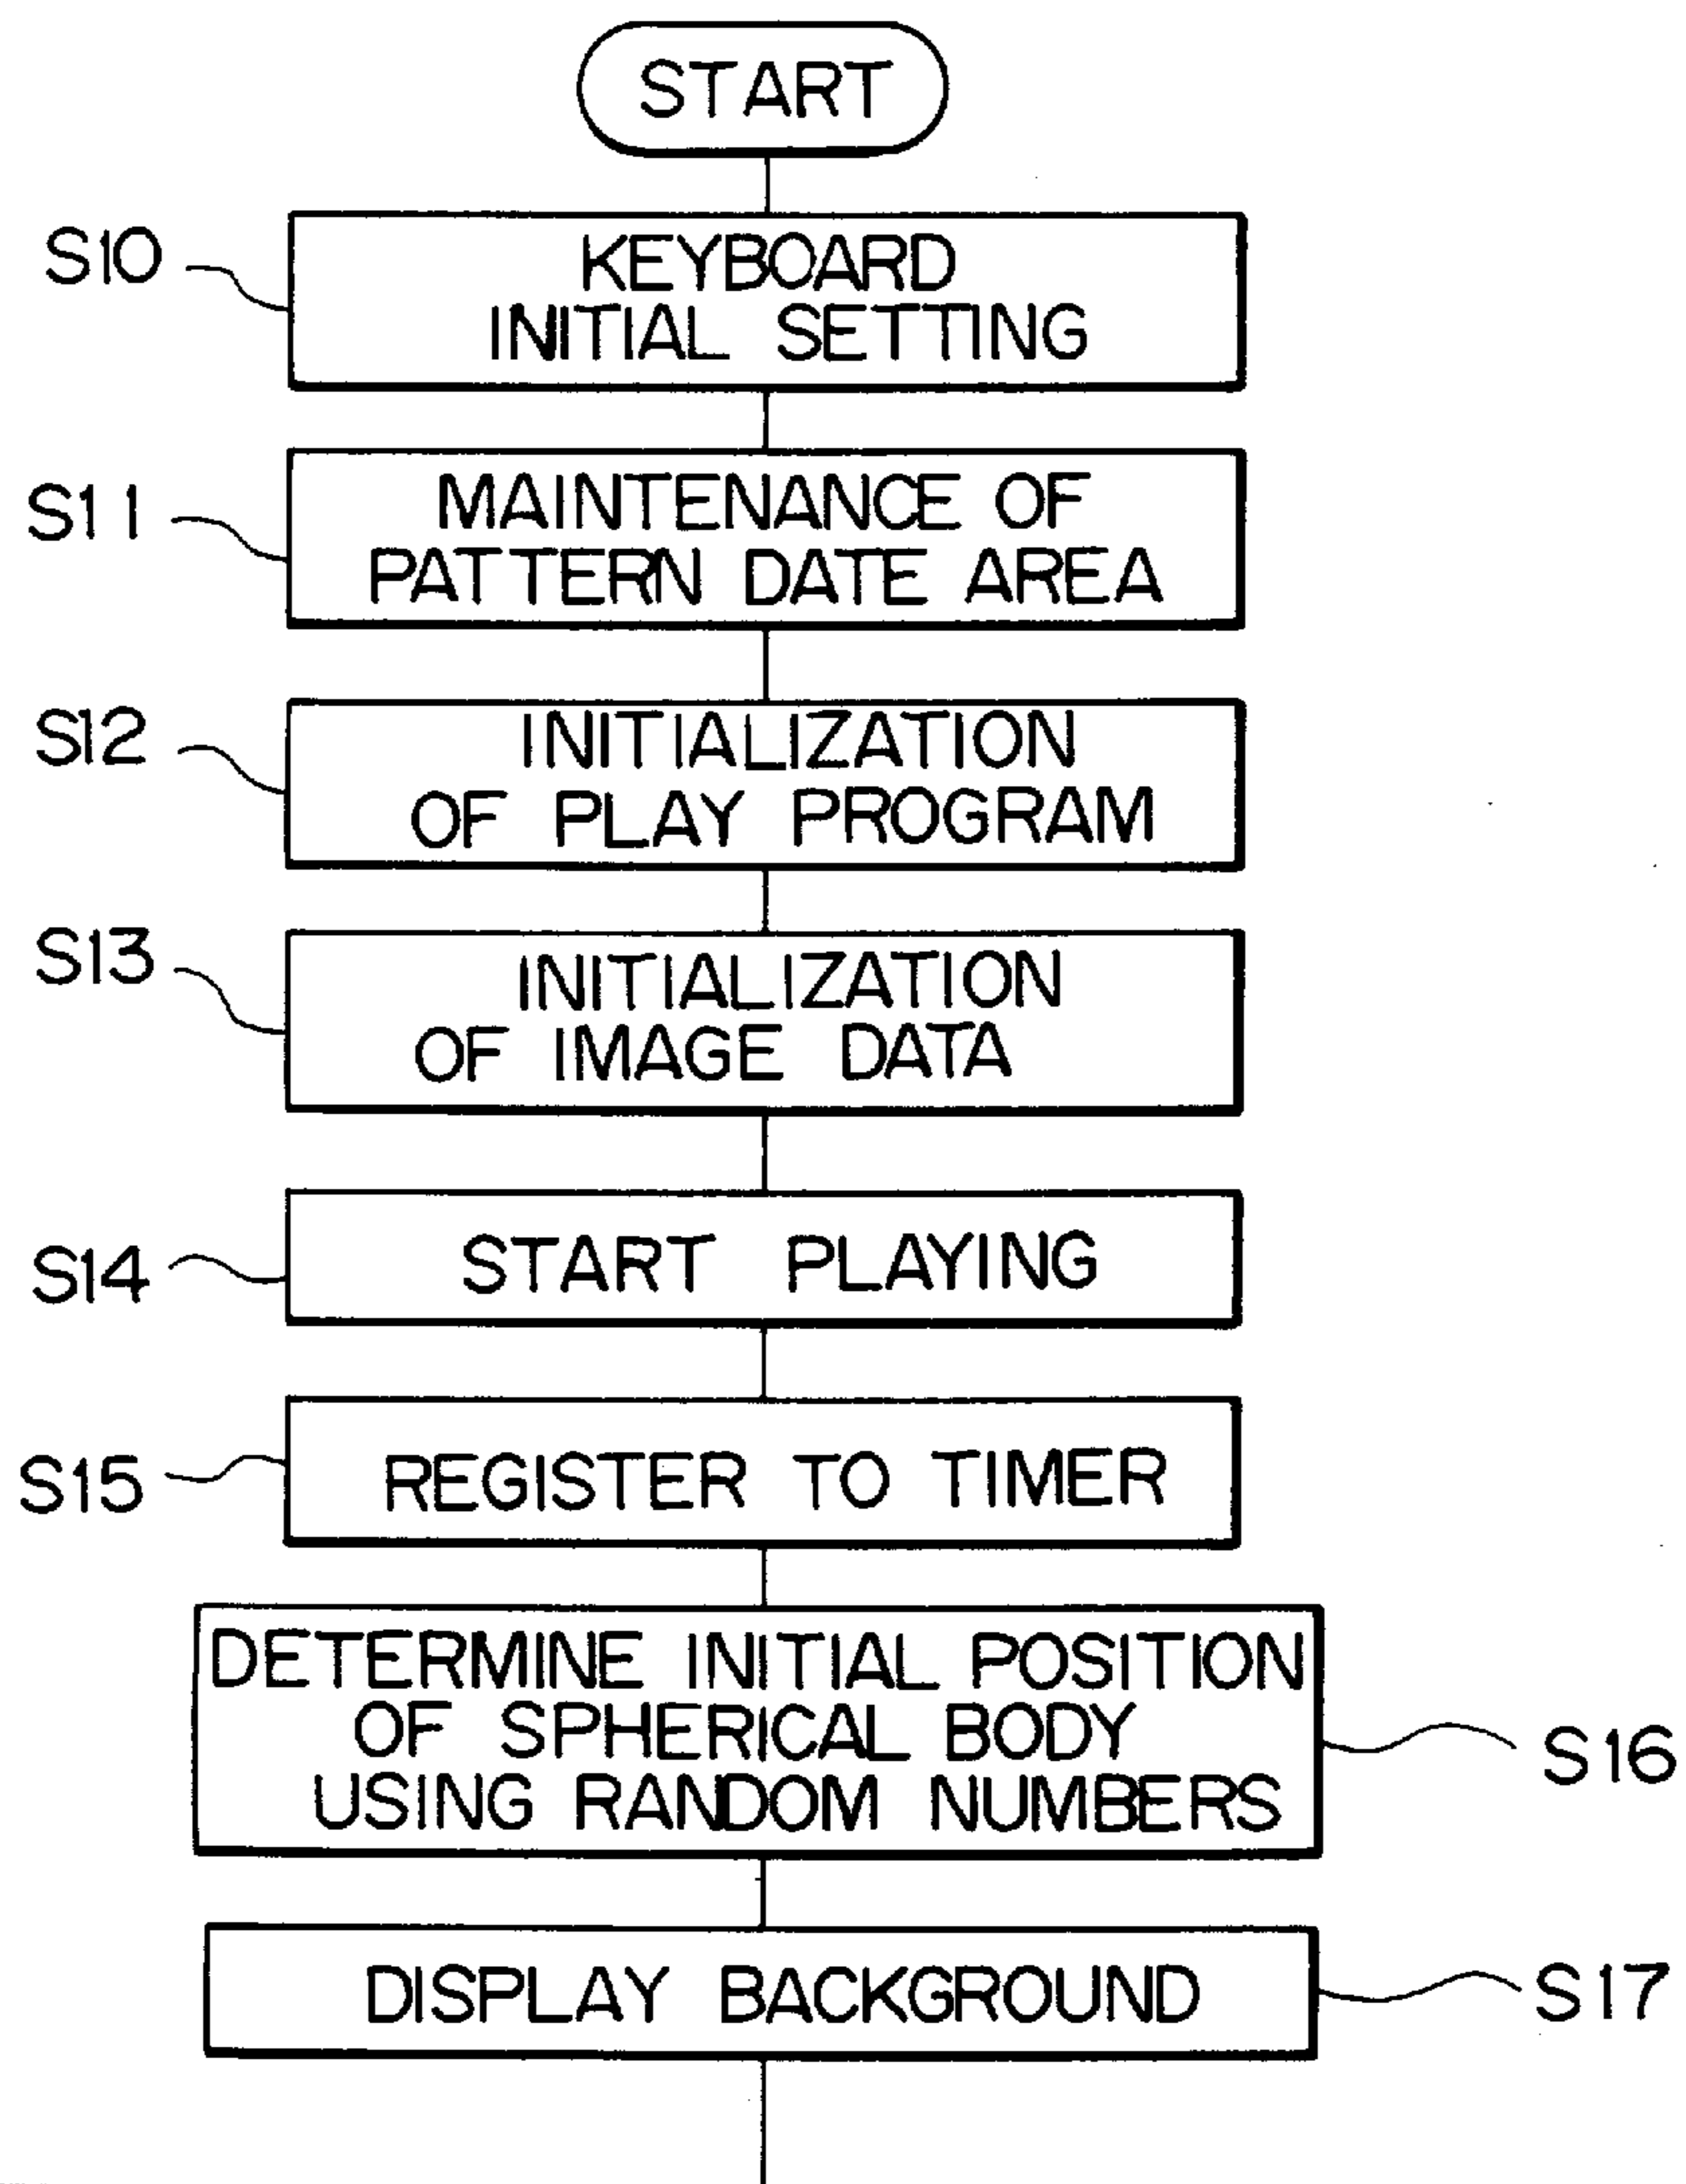 START
S10
KEYBOARD
INITIAL SETTING
S11
MAINTENANCE OF
PATTERN DATE AREA
S12
INITIALIZATION
OF PLAY PROGRAM
S13
INITIALIZATION
OF IMAGE DATA
S14
START PLAYING
S15
REGISTER TO TIMER
DETERMINE INITIAL POSITION
OF SPHERICAL BODY
USING RANDOM NUMBERS
S16
DISPLAY BACKGROUND
S17